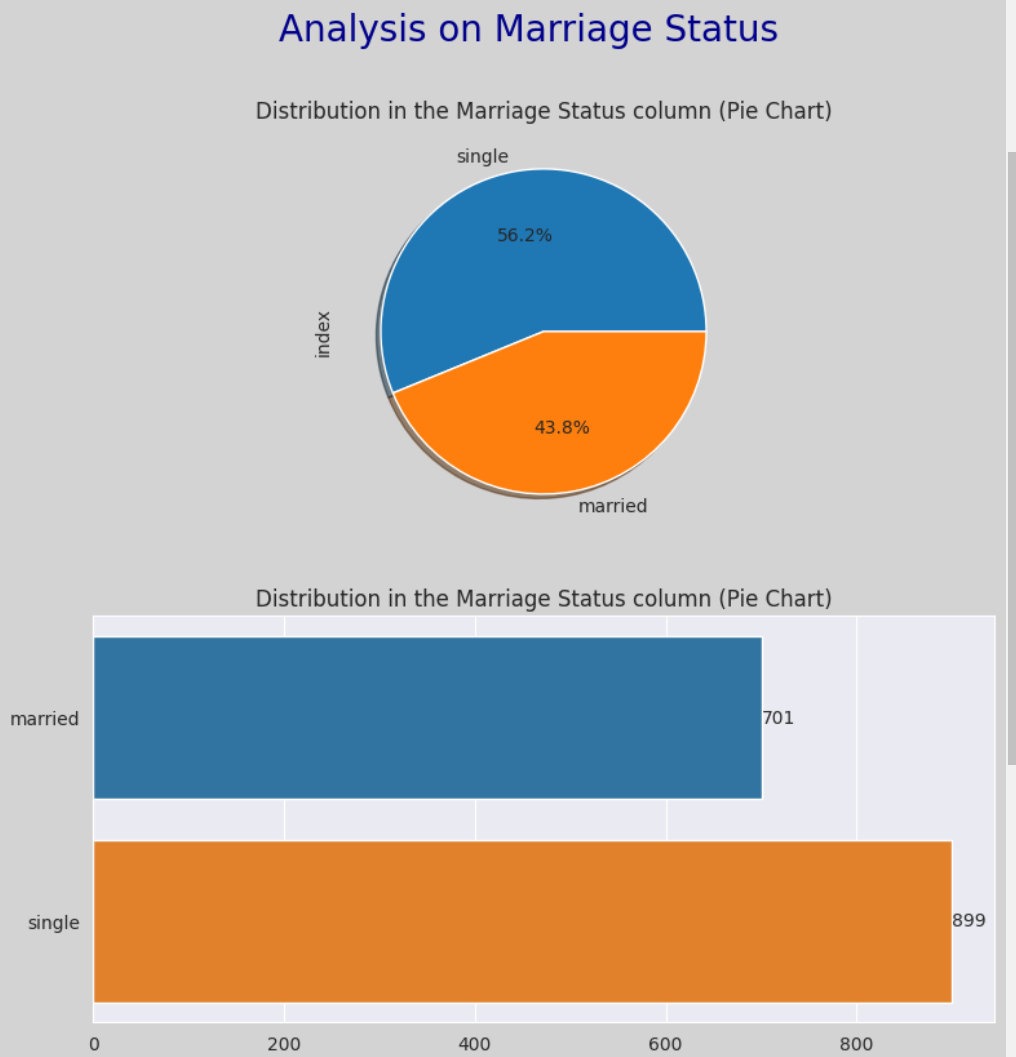 Analysis on Marriage Status
Distribution in the Marriage Status column (Pie Chart)
single
56.2%
index
43.8%
married
Distribution in the Marriage Status column (Pie Chart)
married
701
single
899
0 200 400 600 800